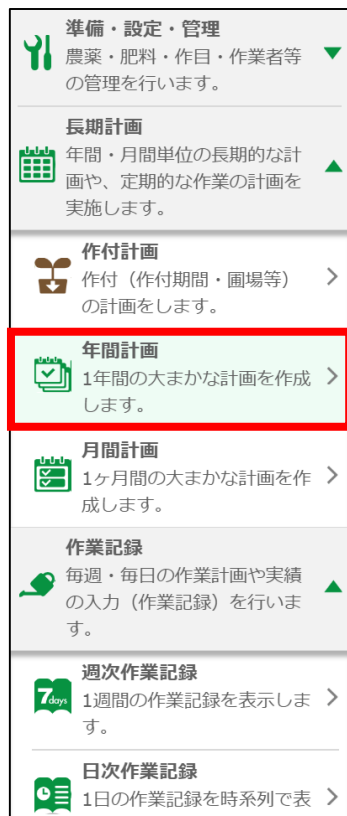 準備・設定・管理
農薬・肥料・作目・作業者等
の管理を行います。
長期計画
年間・月間単位の長期的な計
画や、定期的な作業の計画を
実施します。
作付計画
作付（作付期間・圃場等）
の計画をします。
年間計画
1年間の大まかな計画を作成
します。
月間計画
1ヶ月間の大まかな計画を作
成します。
作業記録
毎週・毎日の作業計画や実績
の入力（作業記録）を行いま
す。
週次作業記録
7days
1週間の作業記録を表示しま
す。
日次作業記録
1日の作業記録を時系列で表